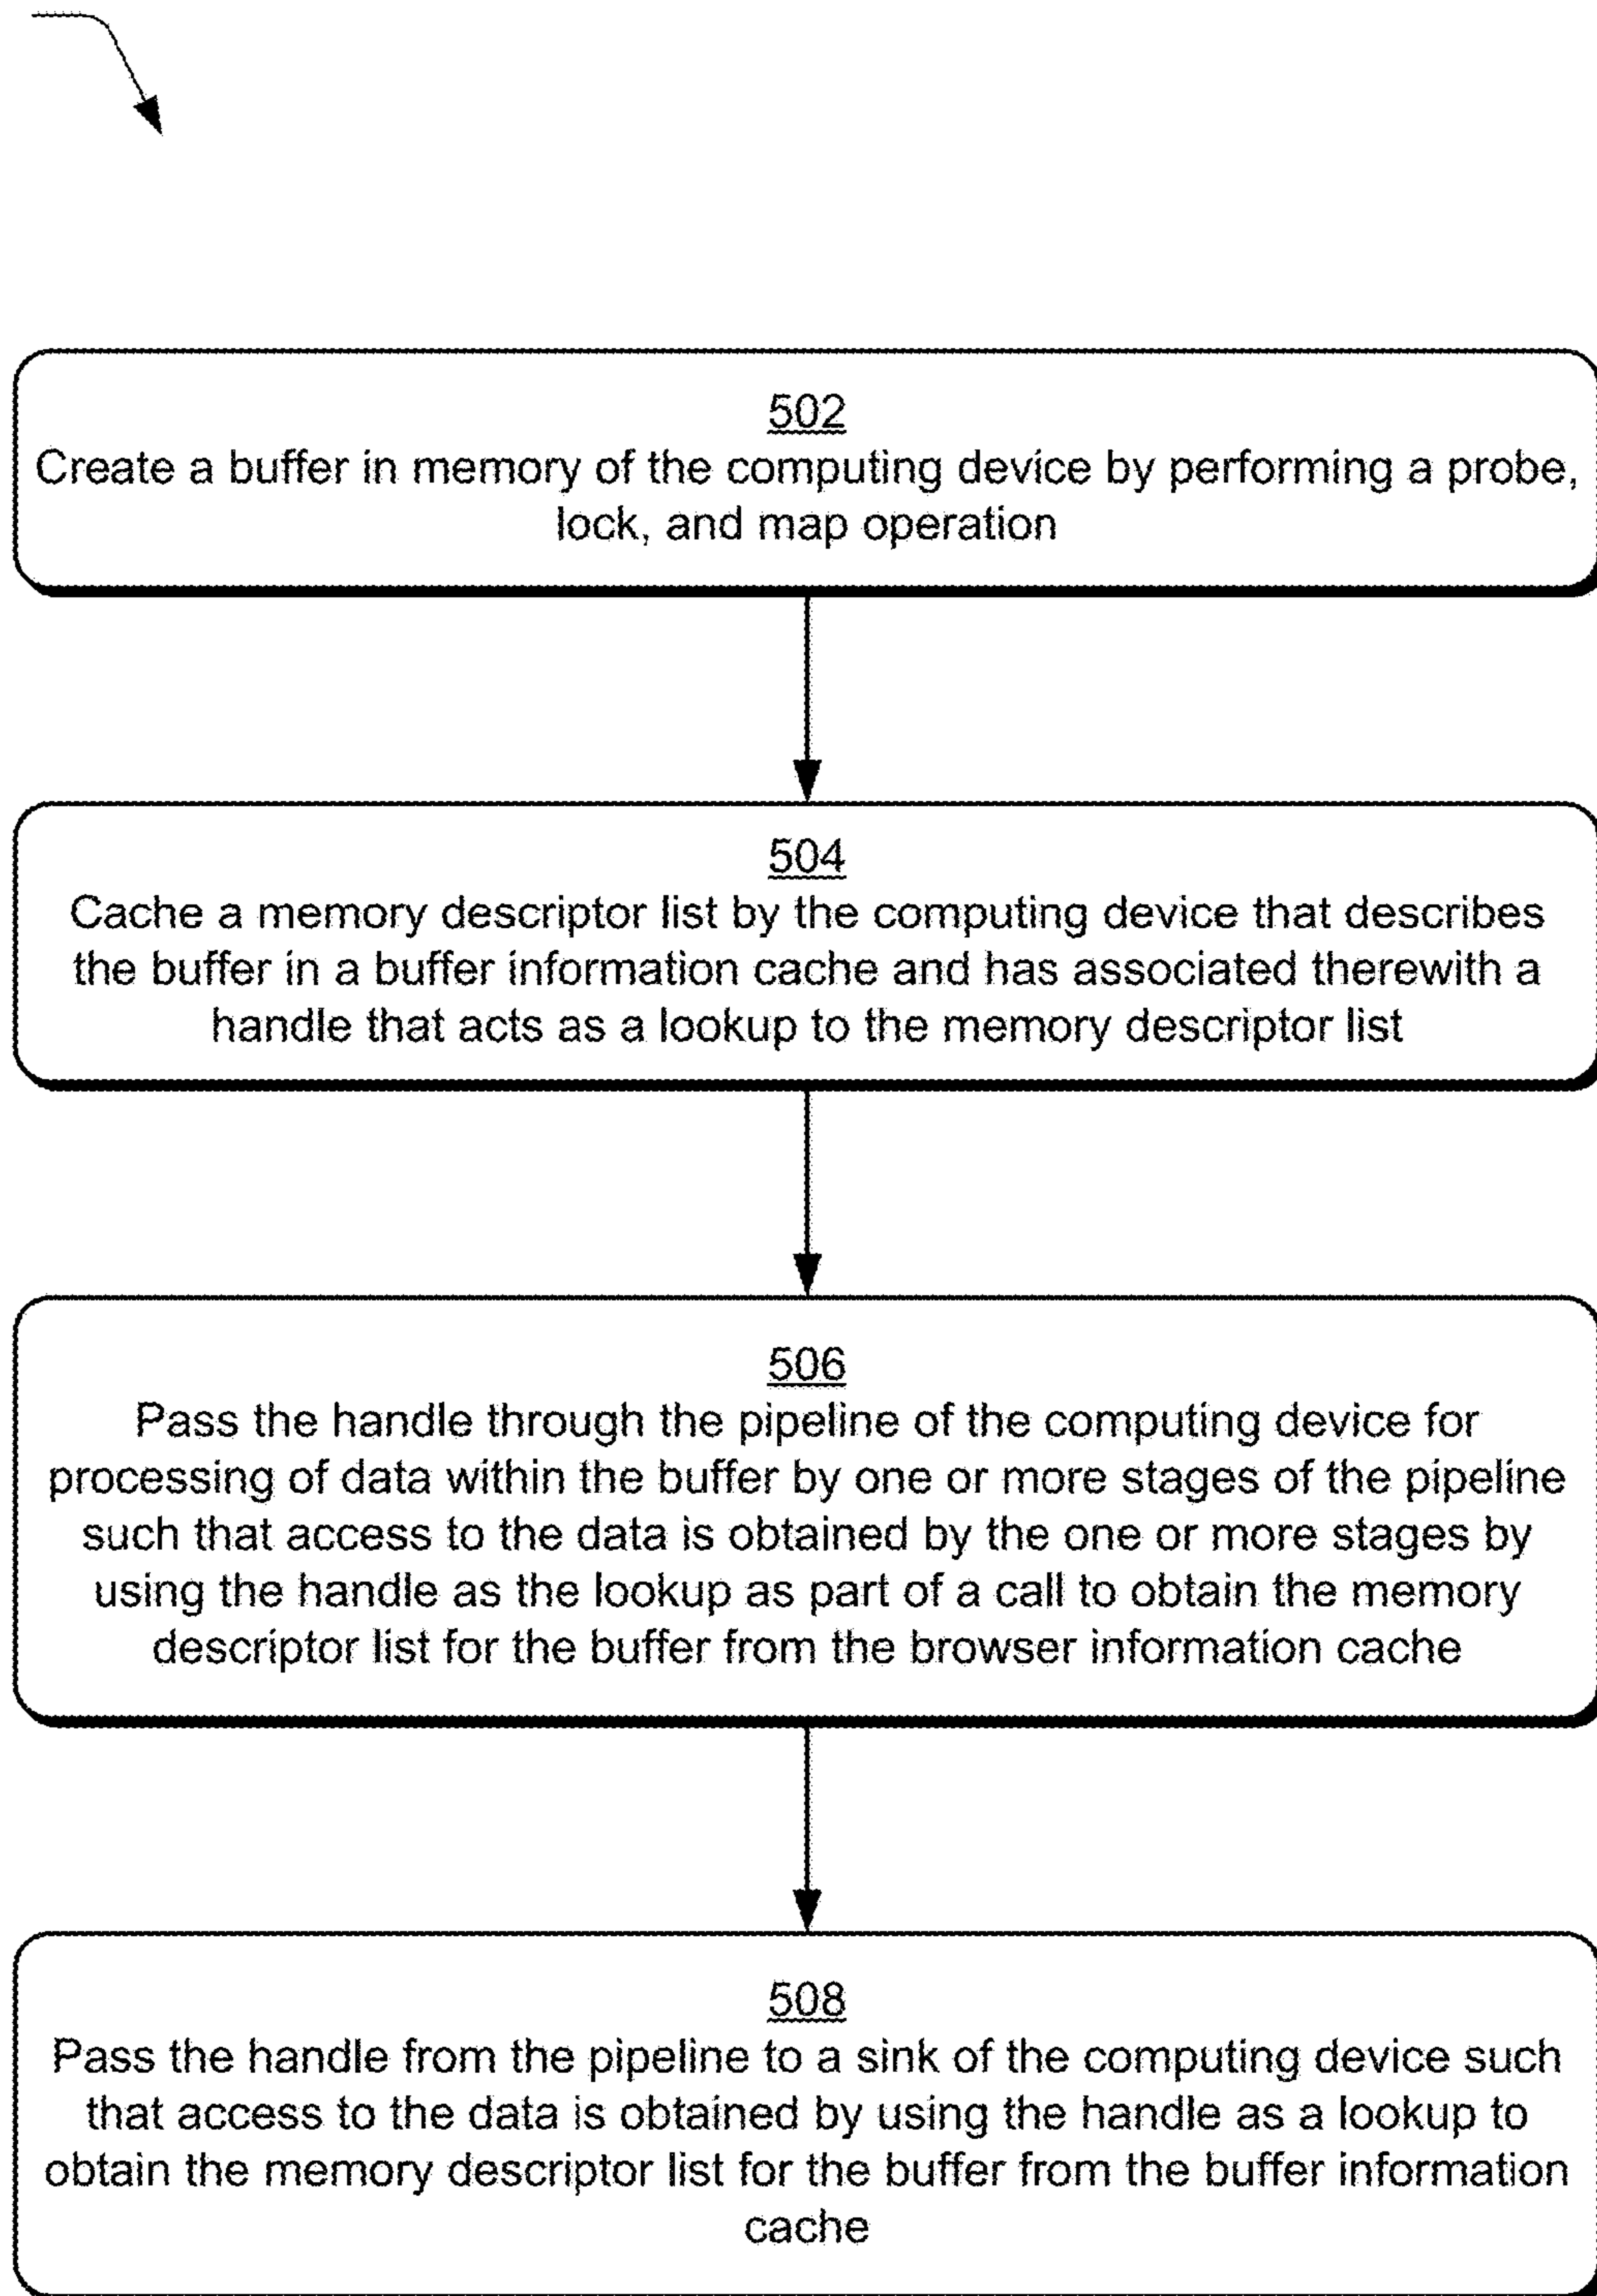 502
Create a buffer in memory of the computing device by performing a probe,
lock, and map operation
504
Cache a memory descriptor list by the computing device that describes
the buffer in a buffer information cache and has associated therewith a
handle that acts as a lookup to the memory descriptor list
506
Pass the handle through the pipeline of the computing device for
processing of data within the buffer by one or more stages of the pipeline
such that access to the data is obtained by the one or more stages by
using the handle as the lookup as part of a call to obtain the memory
descriptor list for the buffer from the browser information cache
508
Pass the handle from the pipeline to a sink of the computing device such
that access to the data is obtained by using the handle as a lookup to
obtain the memory descriptor list for the buffer from the buffer information
cache